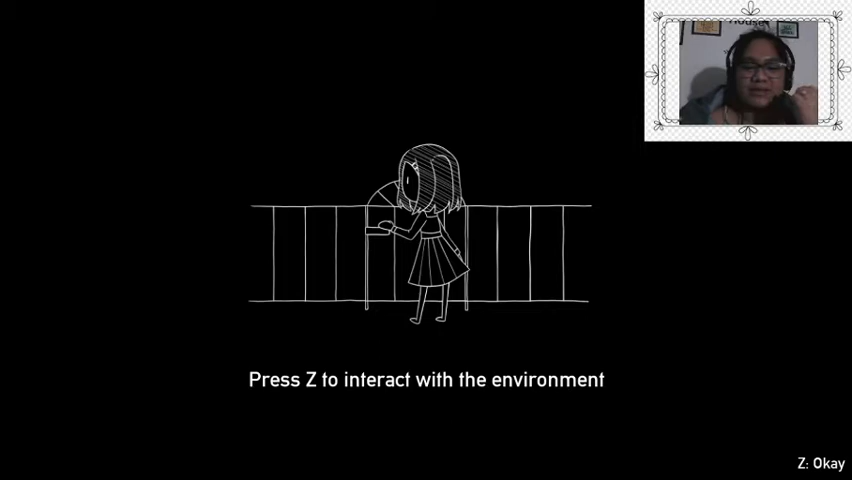 Press Z to interact with the environment
Z: Okay